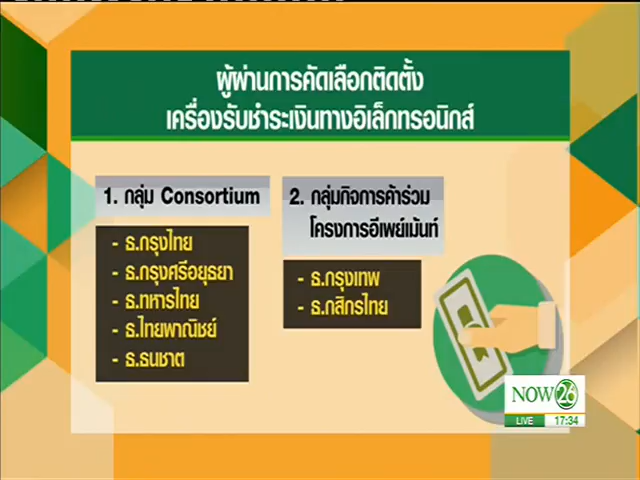 ผู้ผ่านการคัดเลือกติดตั้ง
เครื่องรับชำระเงินทางอิเล็กทรอนิกส์
1. กลุ่ม Consortium
- ธ.กรุงไทย
- ธ.กรุงศรีอยุธยา
- ธ.ทหารไทย
- ธ.ไทยพาณิชย์
- ธ.ธนชาต
2. กลุ่มกิจการค้าร่วม
โครงการอีเพย์เม้นท์
- ธ.กรุงเทพ
- ธ.กสิกรไทย
NOW26
LIVE 17:34